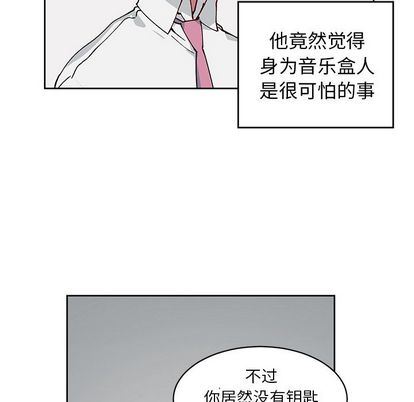 他竟然觉得
身为音乐盒人
是很可怕的事
不过
你居然没有钥匙